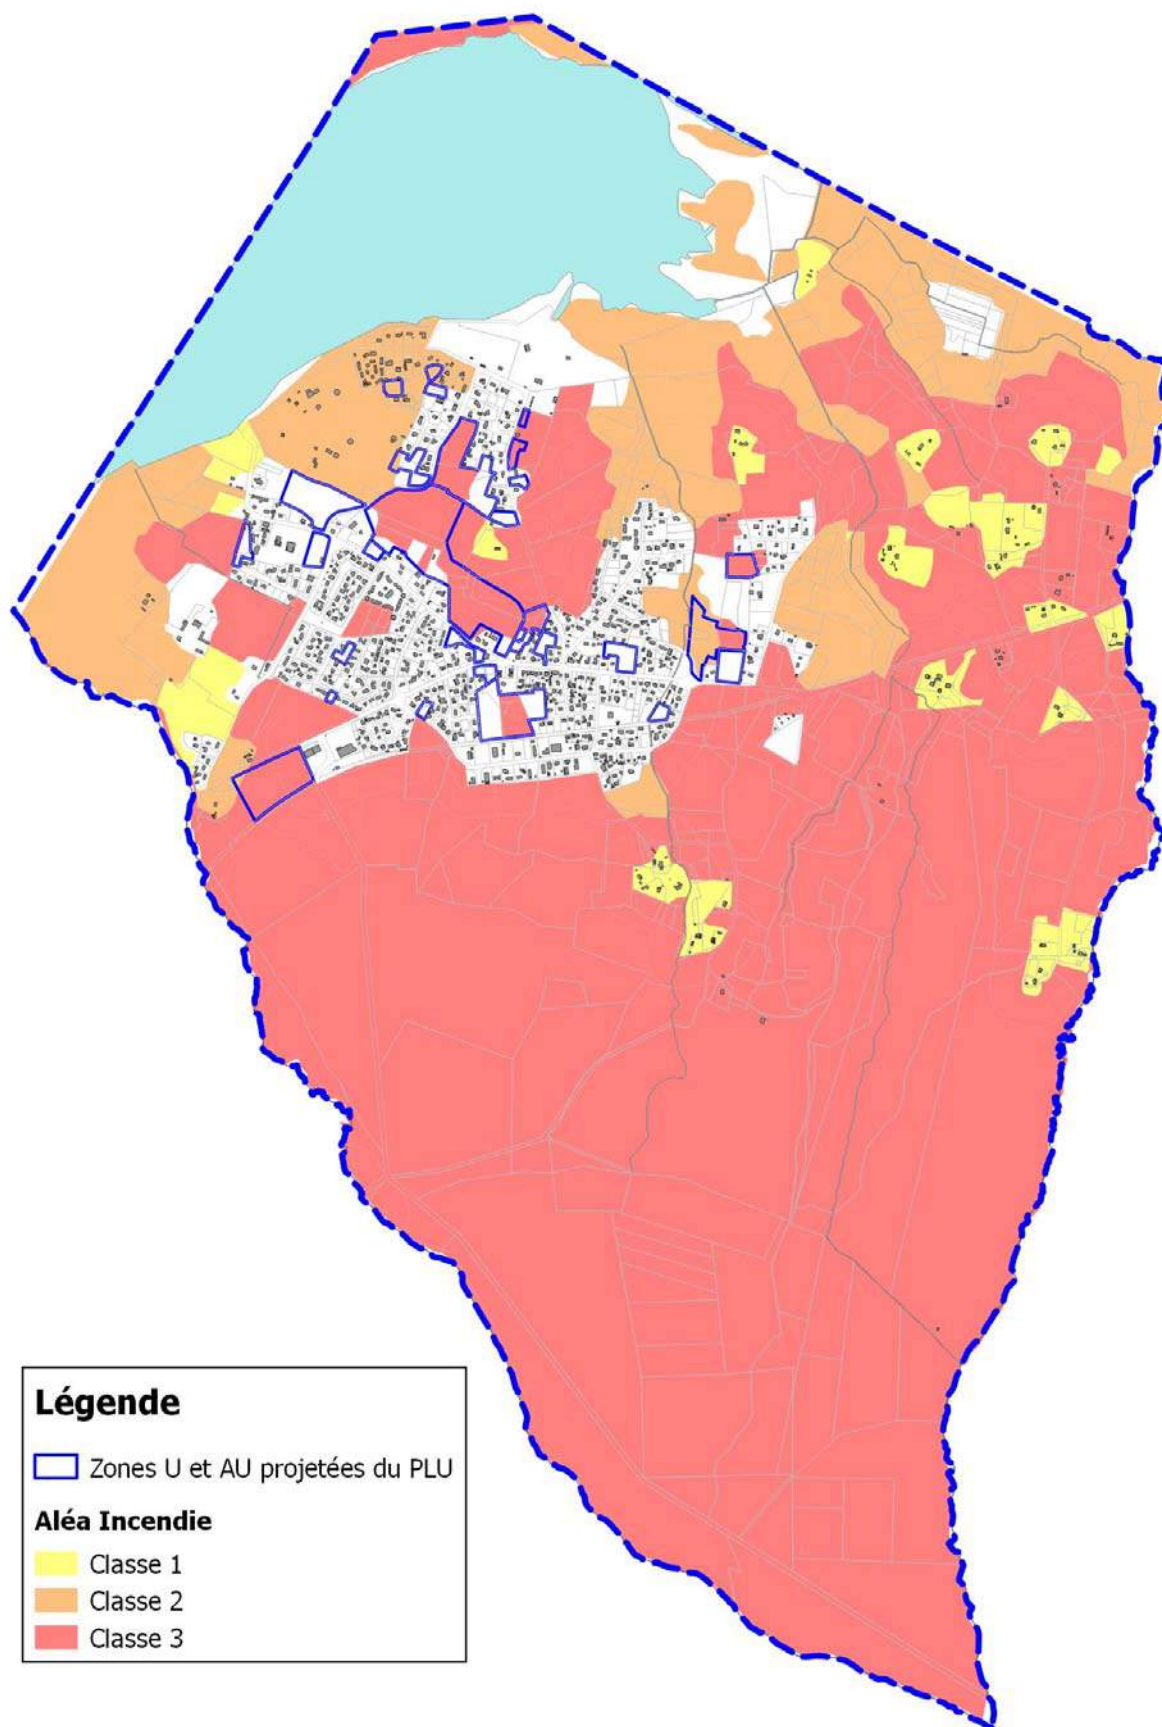 Légende
Zones U et AU projetées du PLU
Aléa Incendie
Classe 1
Classe 2
Classe 3